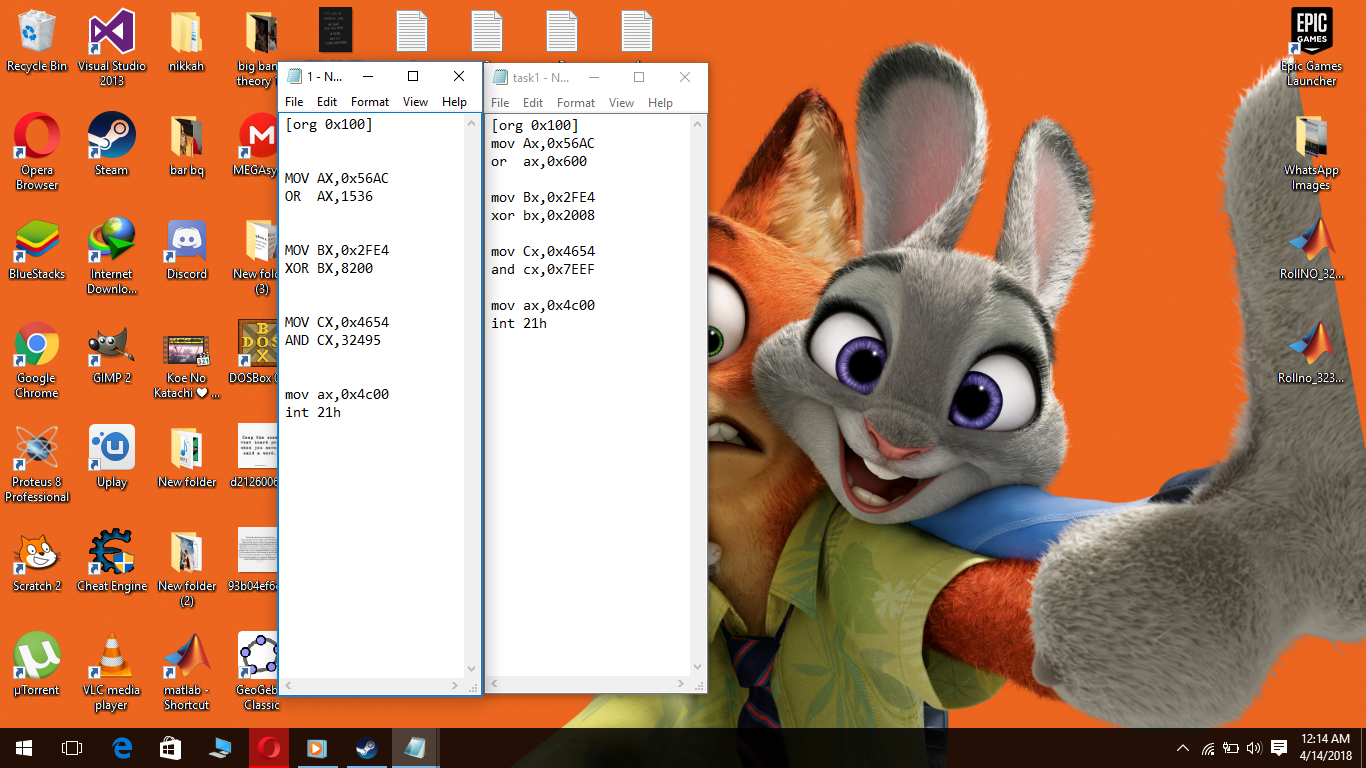 Recycle Bin
Visual Studio
2013
nikkah
big ban
theory
Epic Games
Launcher
EPIC
GAMES
1 - N...
File Edit Format View Help
[org 0x100]
MOV AX,0x56AC
OR  AX,1536
MOV BX,0x2FE4
XOR BX,8200
MOV CX,0x4654
AND CX,32495
mov ax,0x4c00
int 21h
task1 - N...
File Edit Format View Help
[org 0x100]
mov Ax,0x56AC
or  ax,0x600
mov Bx,0x2FE4
xor bx,0x2008
mov Cx,0x4654
and cx,0x7EEF
mov ax,0x4c00
int 21h
Opera
Browser
Steam
bar bq
MEGAsy
WhatsApp
Images
BlueStacks
Internet
Downlo...
Discord
New fold
(3)
RollNO_32...
Google
Chrome
GIMP 2
Koe No
Katachi ♥ ...
DOSBox
Rollno_323...
Proteus 8
Professional
Uplay
New folder
d212600
Scratch 2
Cheat Engine
New folder
(2)
93b04ef6
µTorrent
VLC media
player
matlab -
Shortcut
GeoGeb
Classic
12:14 AM
4/14/2018